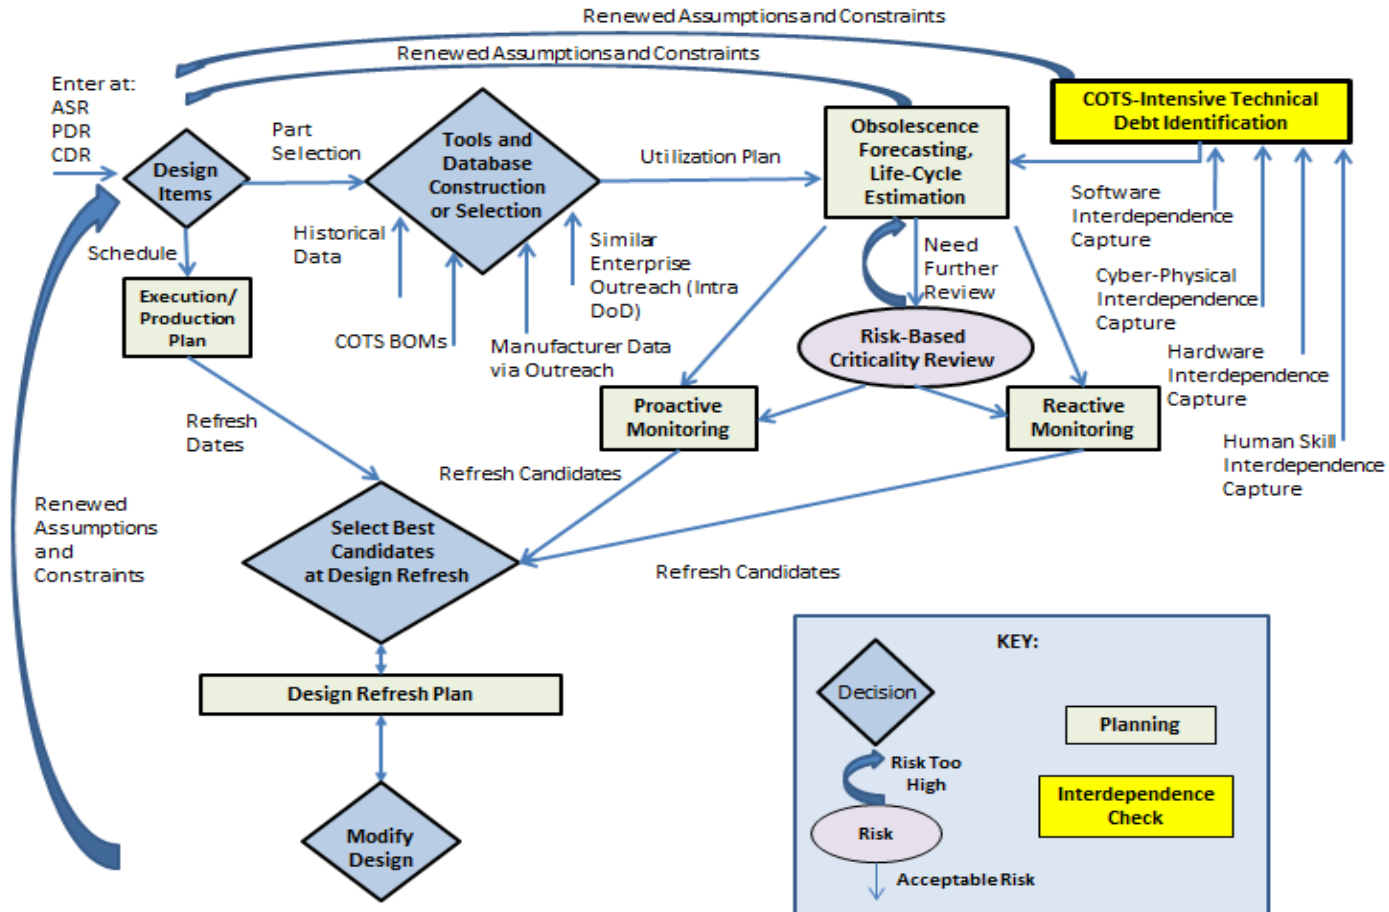 Renewed Assumptions and Constraints
Renewed Assumptions and Constraints
Enter at:
ASR
PDR
CDR
Design
Items
Part
Selection
Tools and
Database
Construction
or Selection
Utilization Plan
Obsolescence
Forecasting,
Life-Cycle
Estimation
COTS-Intensive Technical
Debt Identification
Schedule
Execution/
Production
Plan
Historical
Data
COTS BOMs
Manufacturer Data
via Outreach
Similar
Enterprise
Outreach (Intra
DoD)
Need
Further
Review
Risk-Based
Criticality Review
Software
Interdependence
Capture
Cyber-Physical
Interdependence
Capture
Hardware
Interdependence
Capture
Human Skill
Interdependence
Capture
Proactive
Monitoring
Reactive
Monitoring
Refresh
Dates
Refresh Candidates
Refresh Candidates
Renewed
Assumptions
and
Constraints
Select Best
Candidates
at Design Refresh
Design Refresh Plan
Modify
Design
KEY:
Decision
Planning
Risk Too
High
Interdependence
Check
Risk
Acceptable Risk